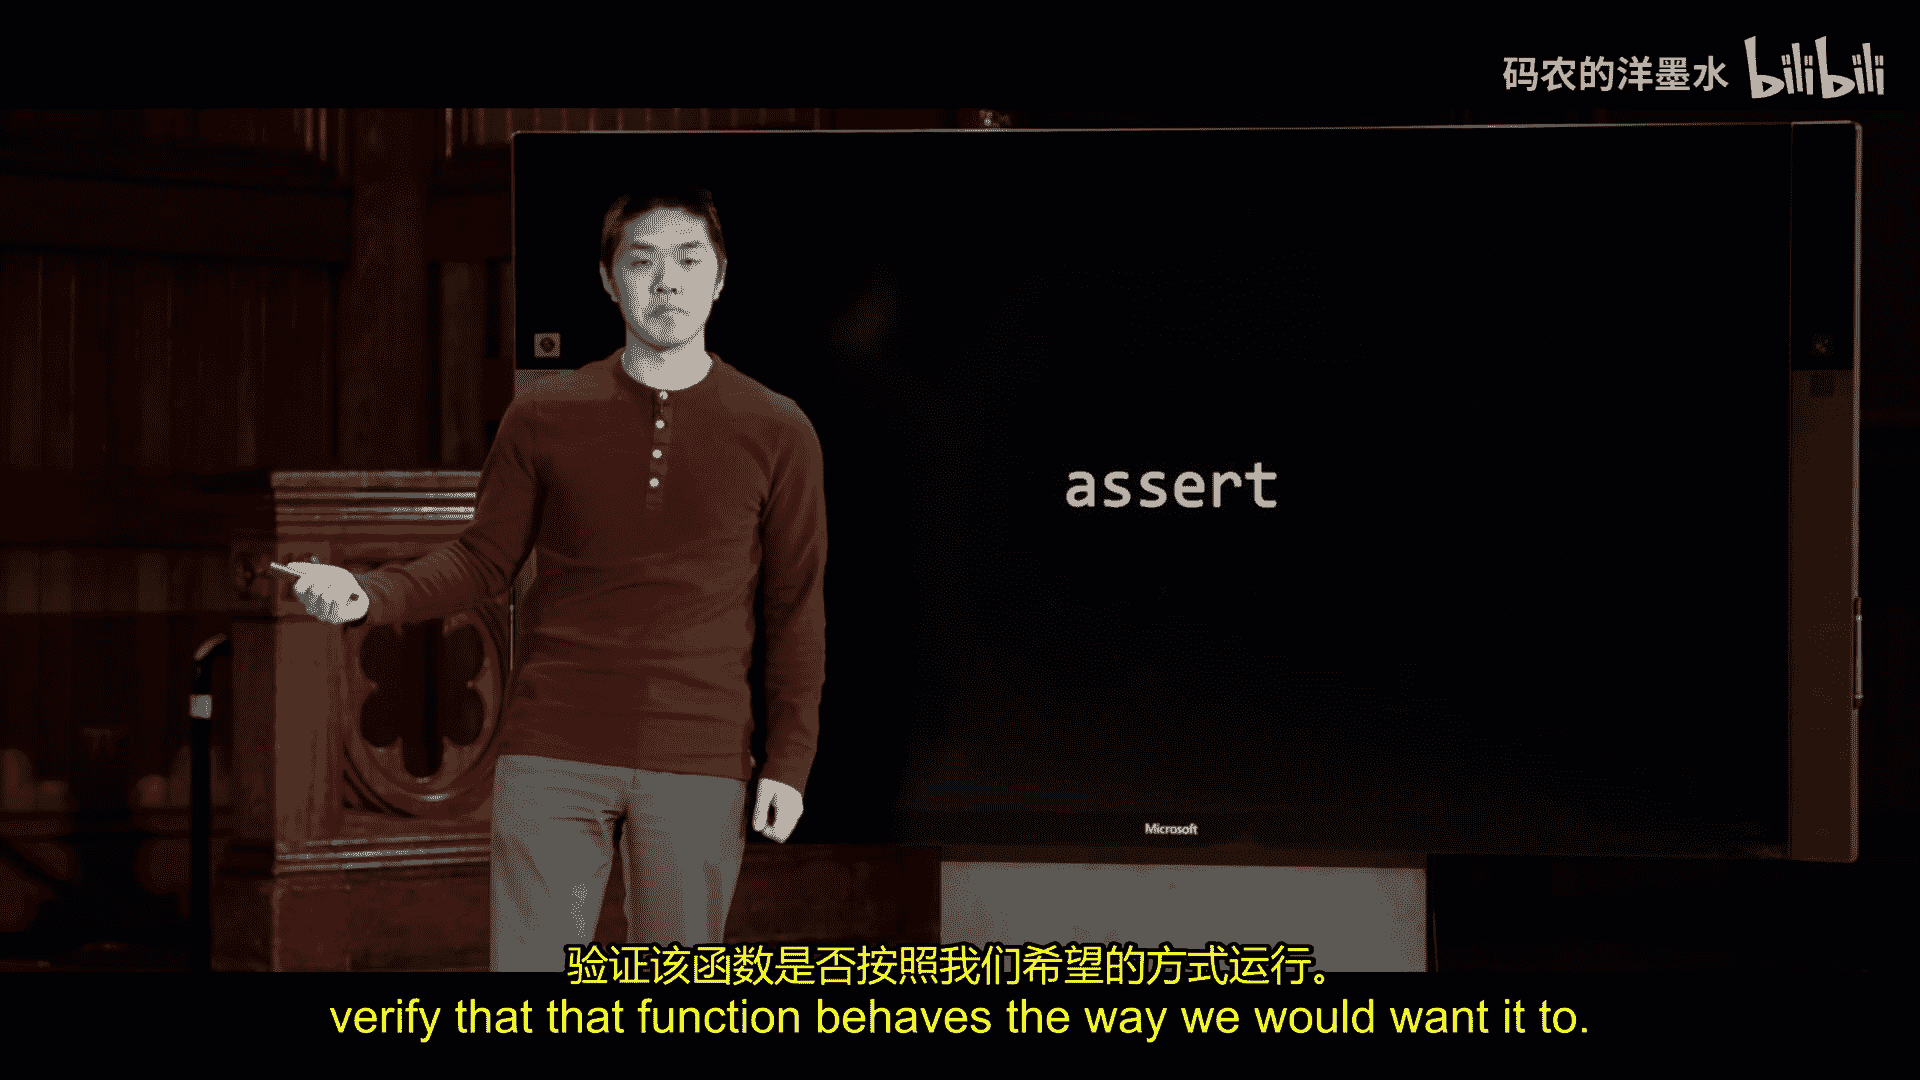 码农的洋墨水 bilibili
assert
Microsoft
验证该函数是否按照我们希望的方式运行。
verify that that function behaves the way we would want it to.